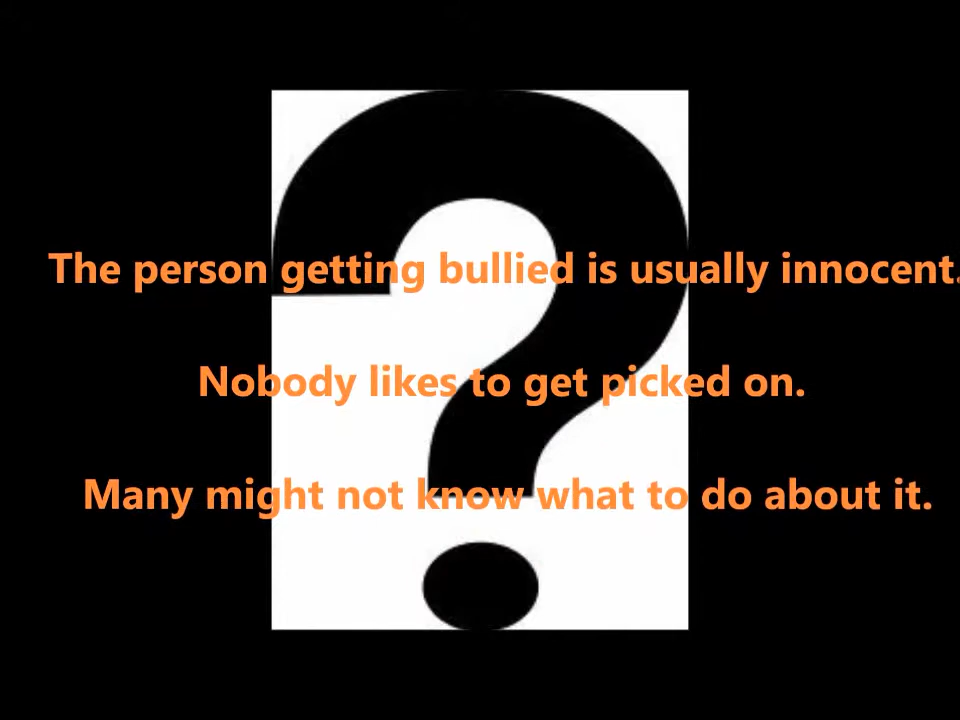 The person getting bullied is usually innocent.
Nobody likes to get picked on.
Many might not know what to do about it.